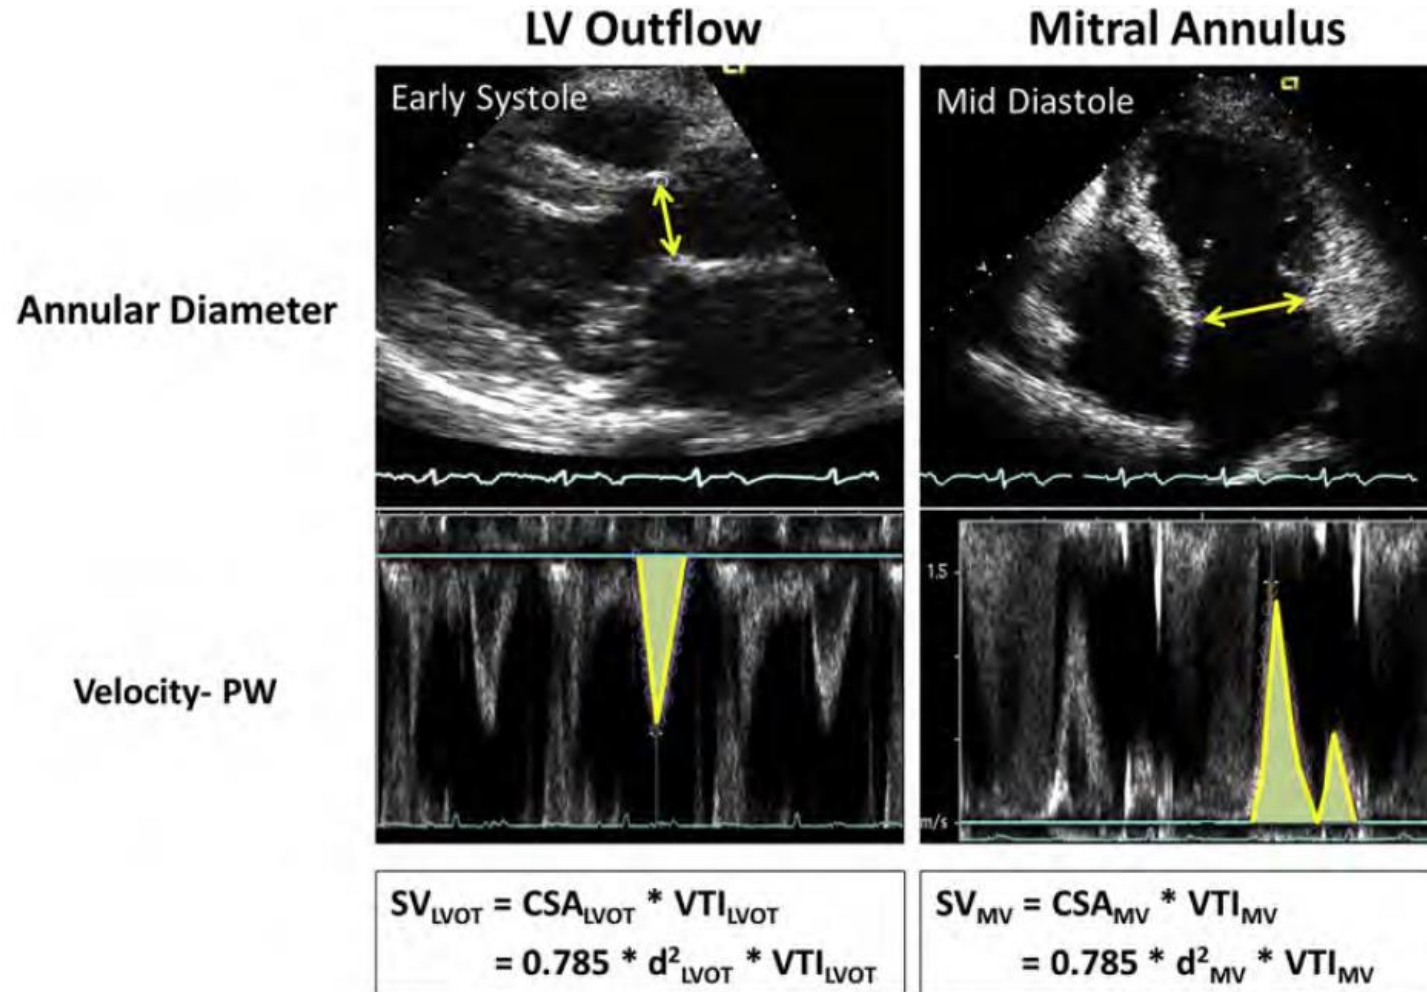 LV Outflow
Mitral Annulus
Early Systole
Mid Diastole
Annular Diameter
1.5
Velocity- PW
m/s
SV_LVOT = CSA_LVOT * VTI_LVOT
= 0.785 * d²_LVOT * VTI_LVOT
SV_MV = CSA_MV * VTI_MV
= 0.785 * d²_MV * VTI_MV